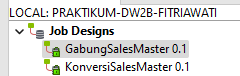 LOCAL: PRAKTIKUM-DW2B-FITRIAWATI
Job Designs
GabungSalesMaster 0.1
KonversiSalesMaster 0.1